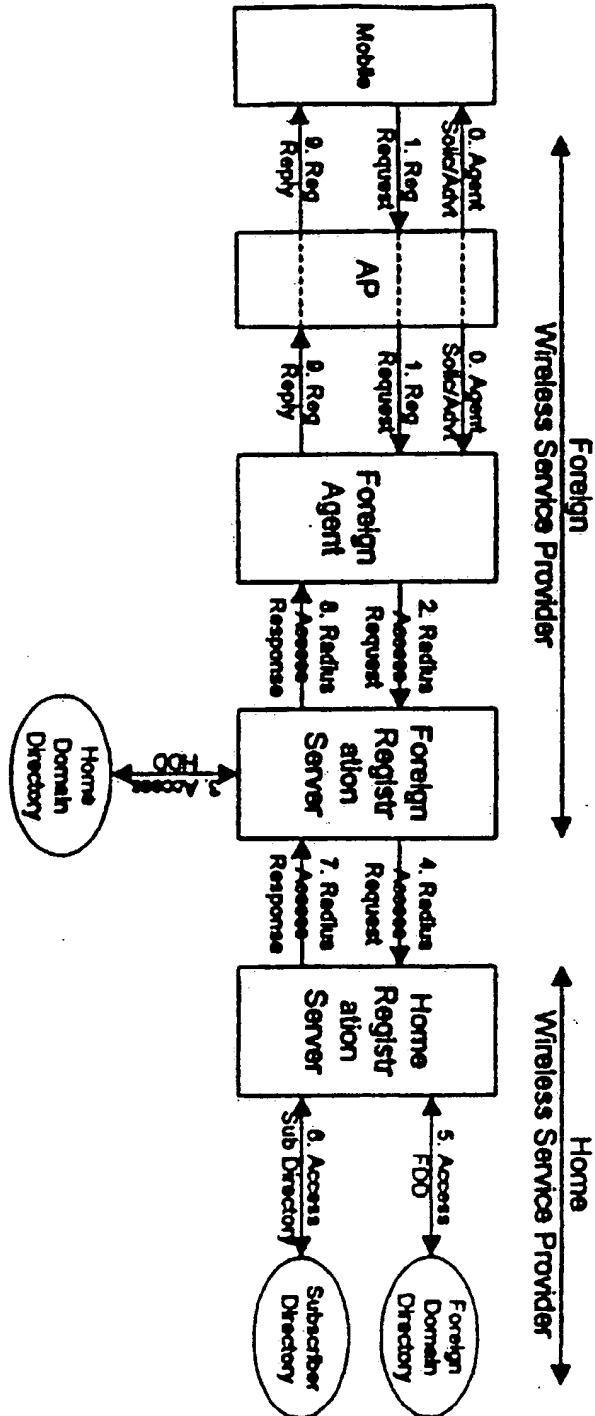 Foreign
Wireless Service Provider
Home
Wireless Service Provider
Mobile
0. Agent
Solic/Advt
1. Reg
Request
9. Reg
Reply
AP
0. Agent
Solic/Advt
1. Reg
Request
9. Reg
Reply
Foreign
Agent
2. Radius
Access
Request
8. Radius
Access
Response
Foreign
Registr
ation
Server
3. Access
HDD
Home
Domain
Directory
4. Radius
Access
Request
7. Radius
Access
Response
Home
Registr
ation
Server
5. Access
FDD
6. Access
Sub Directory
Foreign
Domain
Directory
Subscriber
Directory